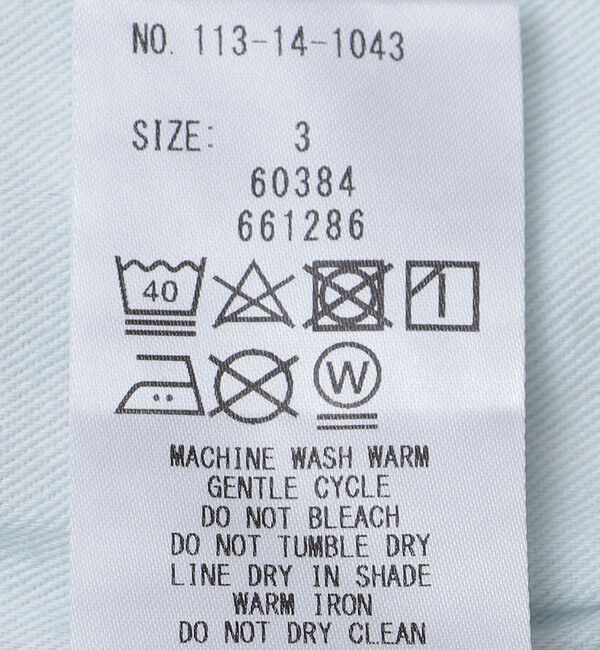 NO. 113-14-1043
SIZE: 3
60384
661286
40
W
MACHINE WASH WARM
GENTLE CYCLE
DO NOT BLEACH
DO NOT TUMBLE DRY
LINE DRY IN SHADE
WARM IRON
DO NOT DRY CLEAN